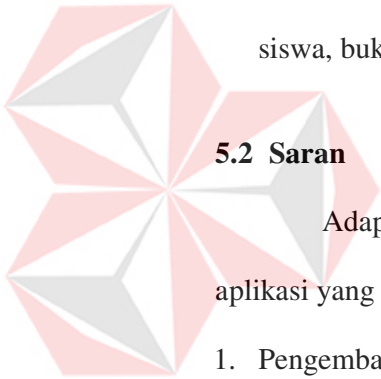 siswa, buk
5.2 Saran
Adap
aplikasi yang
1. Pengemba